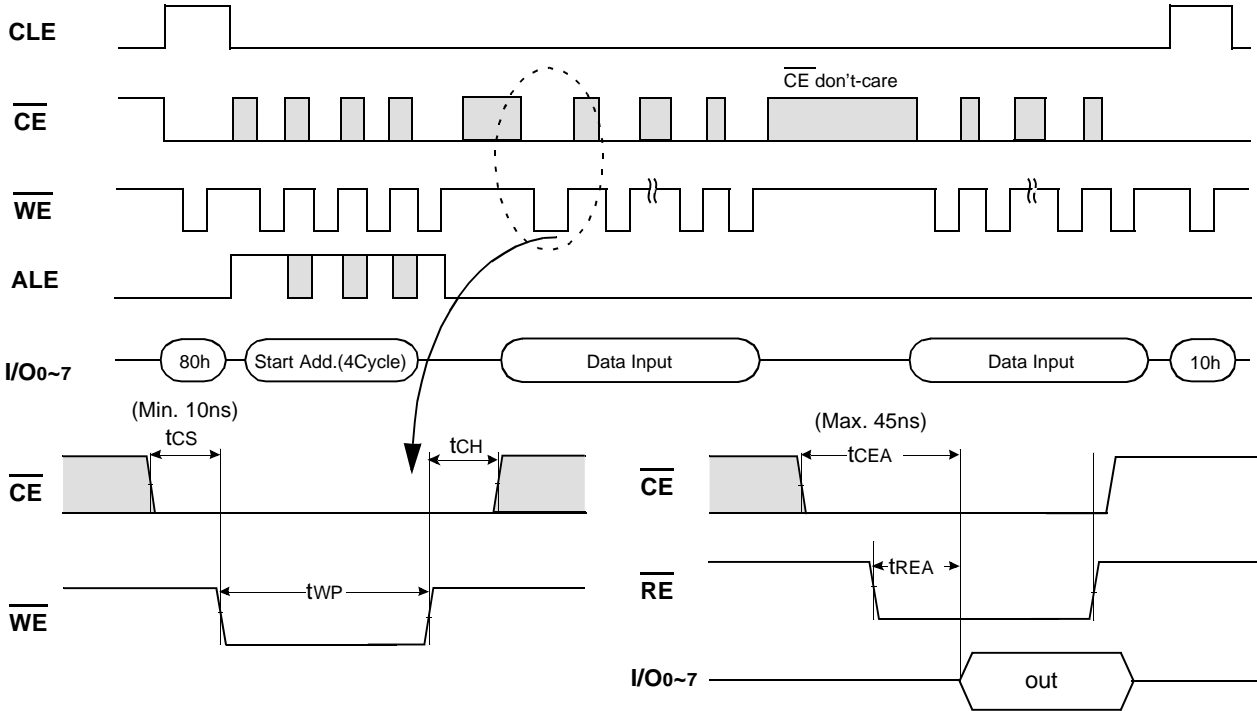 CLE
CE don't-care
CE
WE
ALE
I/O0~7
80h
Start Add.(4Cycle)
Data Input
Data Input
10h
(Min. 10ns)
tCS
tCH
CE
tWP
WE
(Max. 45ns)
tCEA
CE
tREA
RE
I/O0~7
out